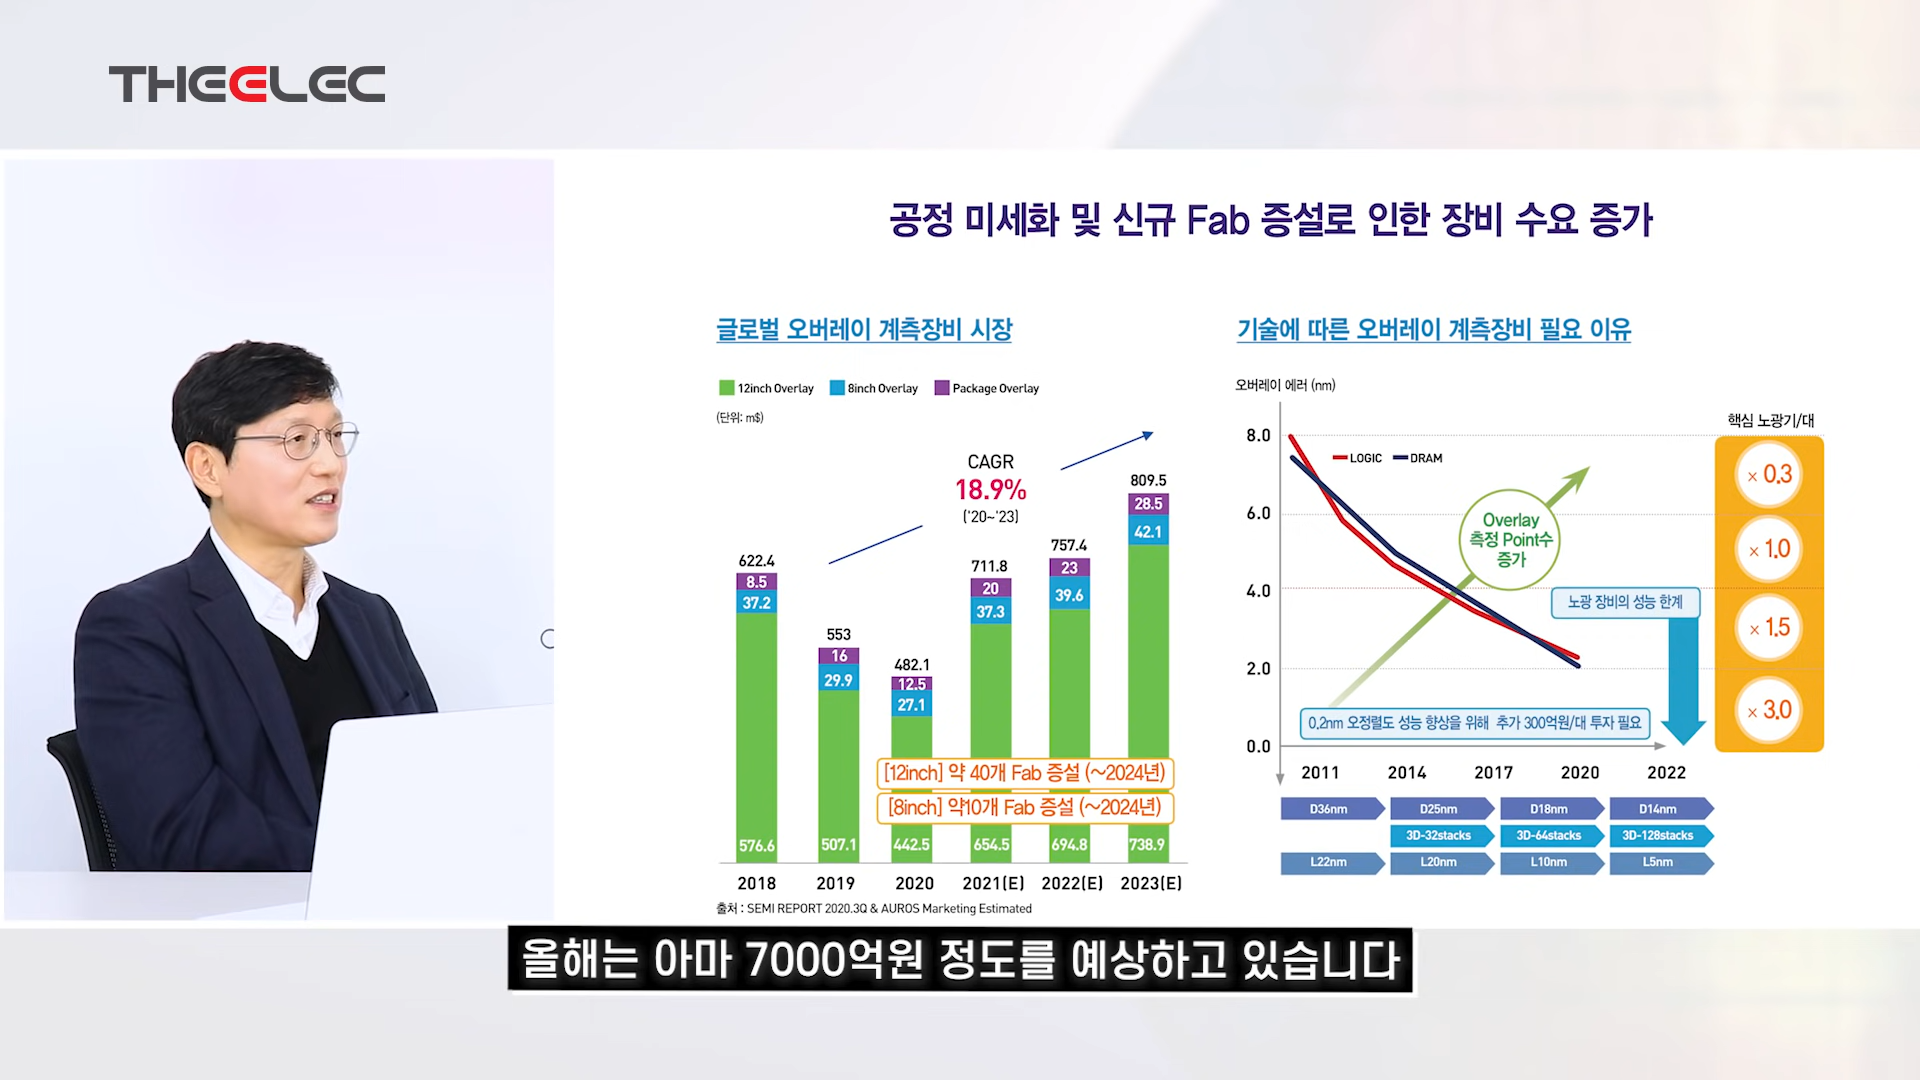 THEELEC
공정 미세화 및 신규 Fab 증설로 인한 장비 수요 증가
글로벌 오버레이 계측장비 시장
12inch Overlay 8inch Overlay Package Overlay
(단위: m$)
CAGR
18.9%
('20~'23)
622.4
8.5
37.2
576.6
553
16
29.9
507.1
482.1
12.5
27.1
442.5
711.8
20
37.3
654.5
757.4
23
39.6
694.8
809.5
28.5
42.1
738.9
[12inch] 약 40개 Fab 증설 (~2024년)
[8inch] 약10개 Fab 증설 (~2024년)
2018 2019 2020 2021(E) 2022(E) 2023(E)
출처 : SEMI REPORT 2020.3Q & AUROS Marketing Estimated
기술에 따른 오버레이 계측장비 필요 이유
오버레이 에러 (nm)
8.0
6.0
4.0
2.0
0.0
LOGIC DRAM
Overlay
측정 Point수
증가
노광 장비의 성능 한계
0.2nm 오정렬도 성능 향상을 위해 추가 300억원/대 투자 필요
2011 2014 2017 2020 2022
D36nm D25nm D18nm D14nm
3D-32stacks 3D-64stacks 3D-128stacks
L22nm L20nm L10nm L5nm
핵심 노광기/대
× 0.3
× 1.0
× 1.5
× 3.0
올해는 아마 7000억원 정도를 예상하고 있습니다